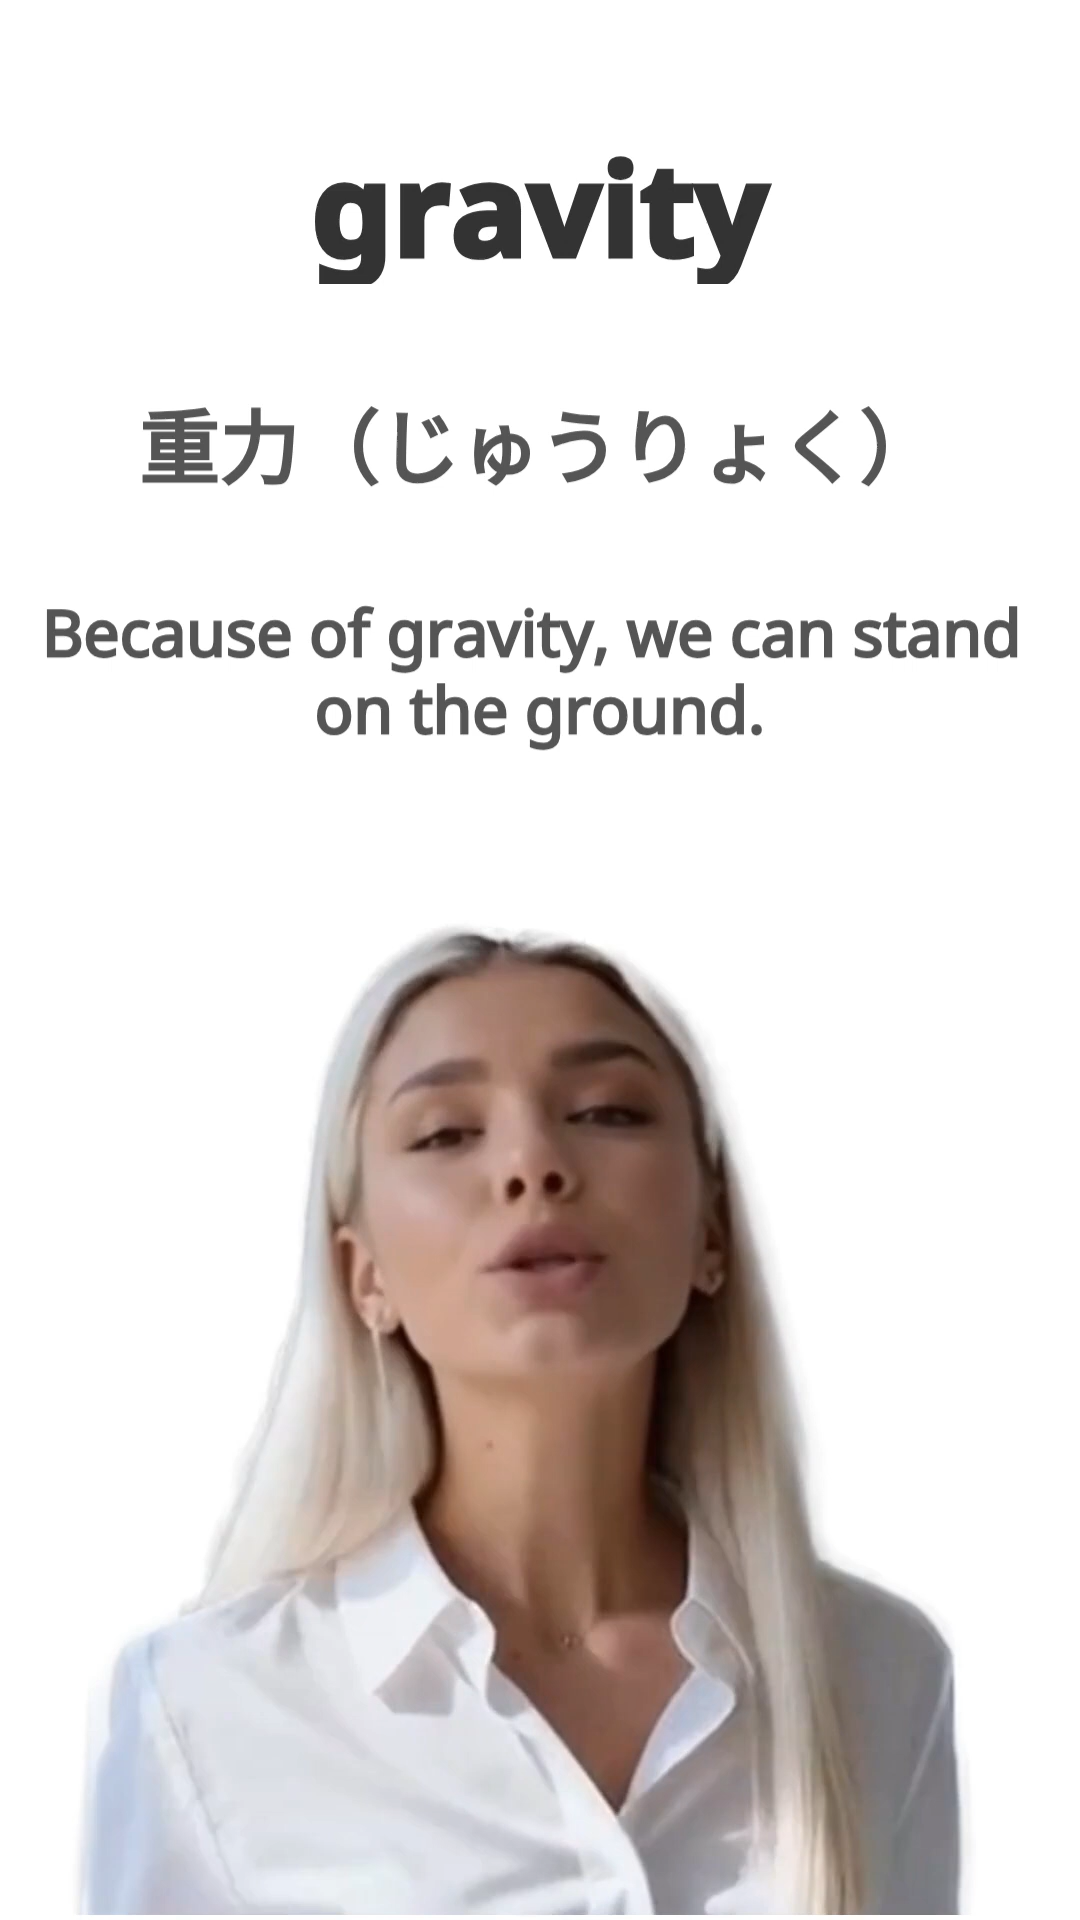 gravity
重力（じゅうりょく）
Because of gravity, we can stand
on the ground.